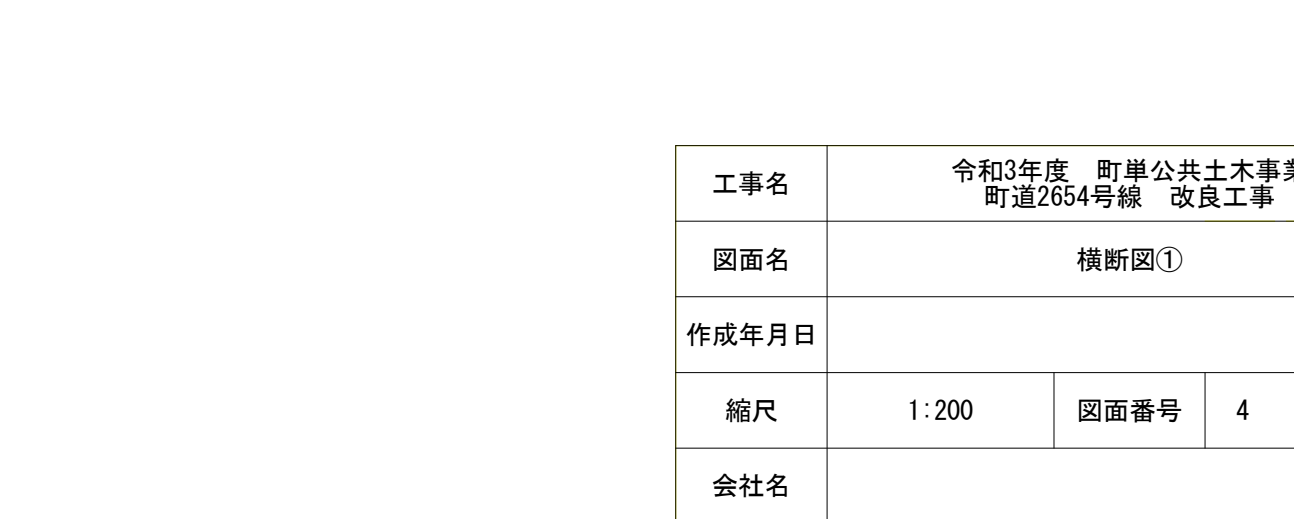 工事名
令和3年度　町単公共土木事業
町道2654号線　改良工事
図面名
横断図①
作成年月日
縮尺
1:200
図面番号
4
会社名